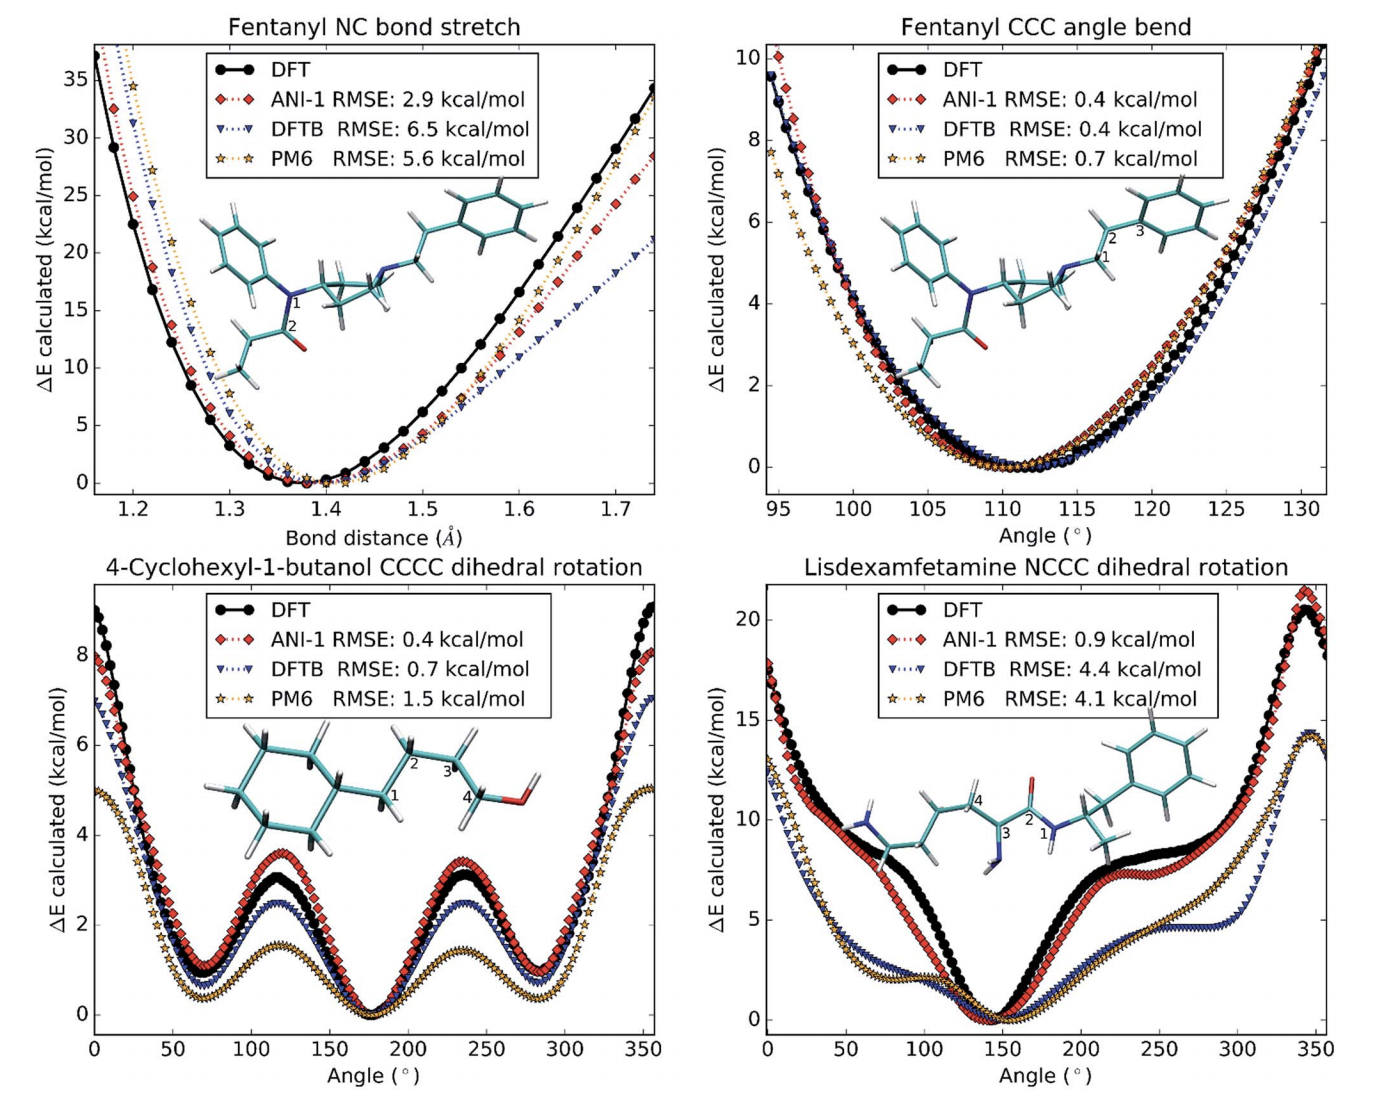 Fentanyl NC bond stretch
DFT
ANI-1 RMSE: 2.9 kcal/mol
DFTB RMSE: 6.5 kcal/mol
PM6 RMSE: 5.6 kcal/mol
ΔE calculated (kcal/mol)
35
30
25
20
15
10
5
0
1
2
1.2 1.3 1.4 1.5 1.6 1.7
Bond distance (Å)
Fentanyl CCC angle bend
DFT
ANI-1 RMSE: 0.4 kcal/mol
DFTB RMSE: 0.4 kcal/mol
PM6 RMSE: 0.7 kcal/mol
ΔE calculated (kcal/mol)
10
8
6
4
2
0
2 3
1
95 100 105 110 115 120 125 130
Angle (°)
4-Cyclohexyl-1-butanol CCCC dihedral rotation
DFT
ANI-1 RMSE: 0.4 kcal/mol
DFTB RMSE: 0.7 kcal/mol
PM6 RMSE: 1.5 kcal/mol
ΔE calculated (kcal/mol)
8
6
4
2
0
2 3
1 4
0 50 100 150 200 250 300 350
Angle (°)
Lisdexamfetamine NCCC dihedral rotation
DFT
ANI-1 RMSE: 0.9 kcal/mol
DFTB RMSE: 4.4 kcal/mol
PM6 RMSE: 4.1 kcal/mol
ΔE calculated (kcal/mol)
20
15
10
5
0
4
3 2 1
0 50 100 150 200 250 300 350
Angle (°)